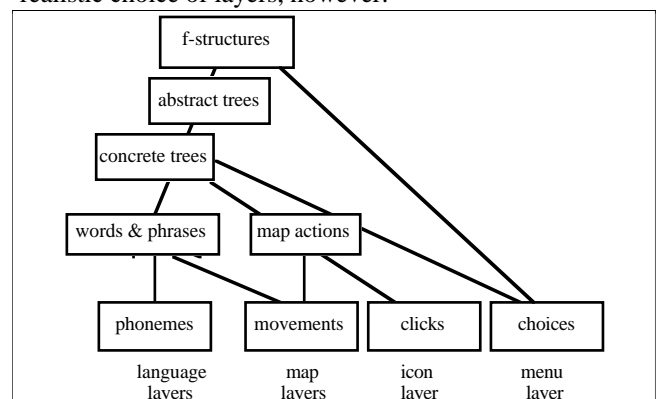 realistic choice of layers, however.
f-structures
abstract trees
concrete trees
words & phrases map actions
phonemes movements clicks choices
language map icon menu
layers layers layer layer